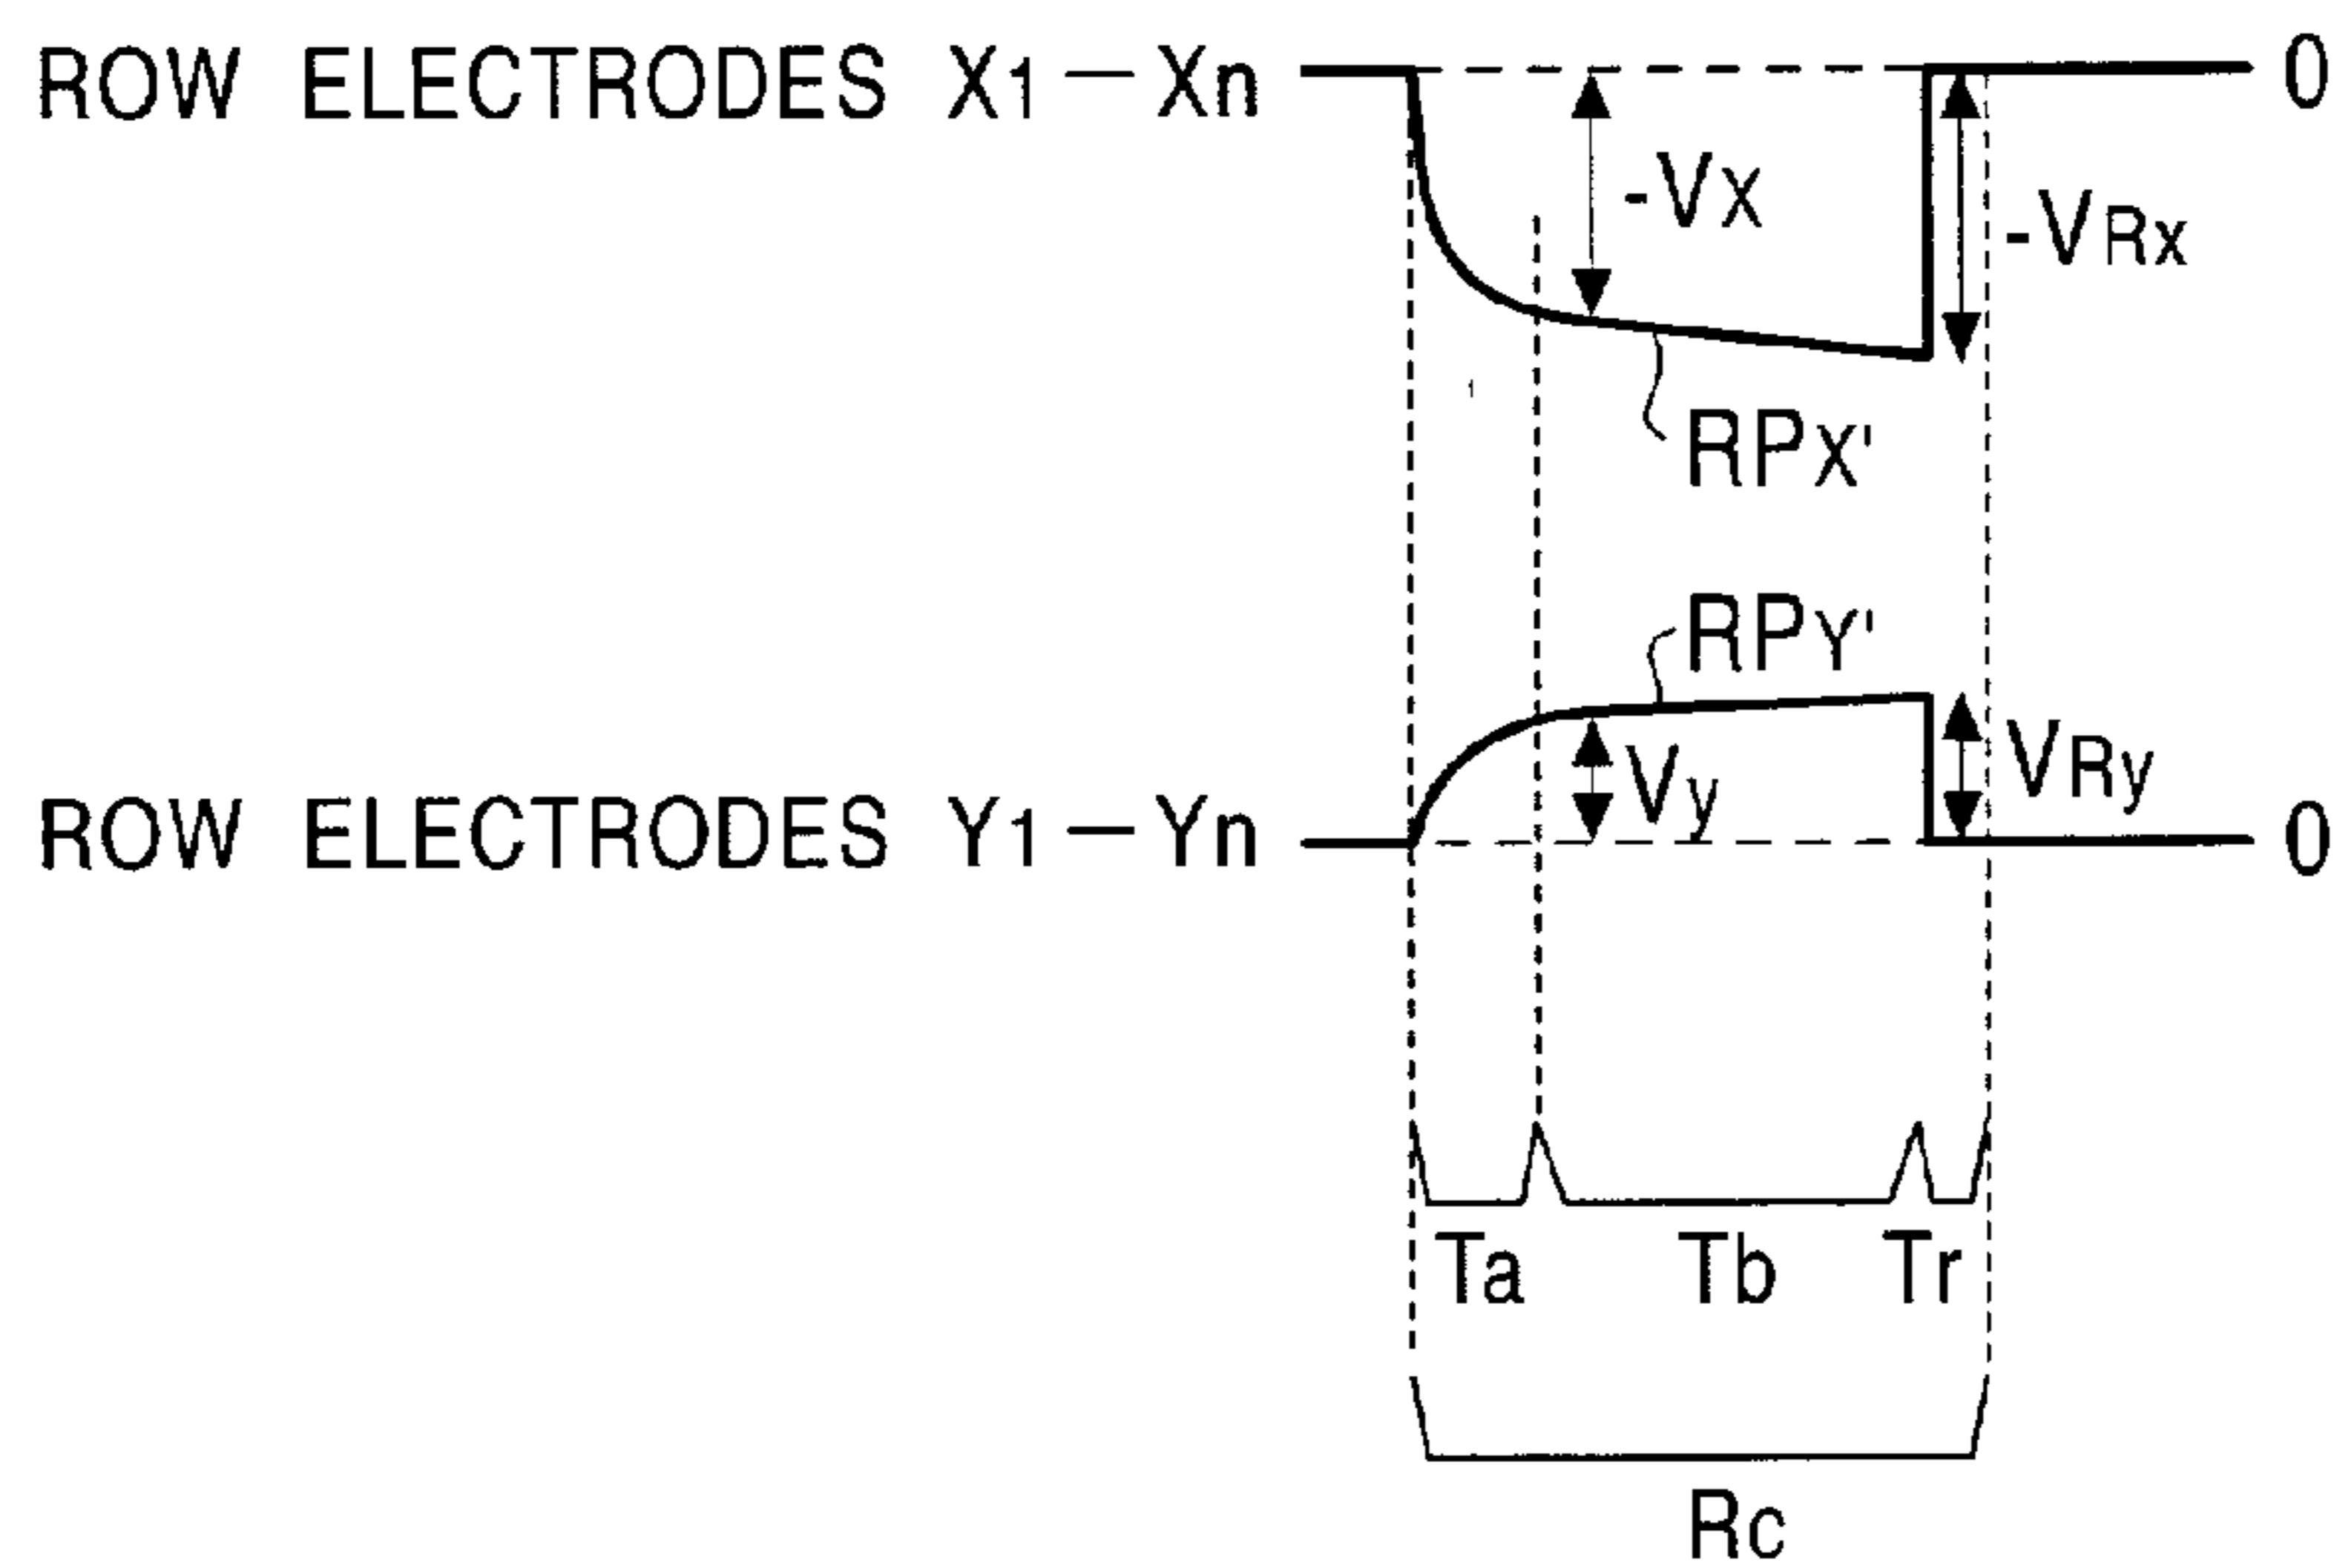 ROW ELECTRODES X1—Xn
0
-VX
-VRx
RPX'
RPY'
Vy
VRy
ROW ELECTRODES Y1—Yn
0
Ta Tb Tr
Rc